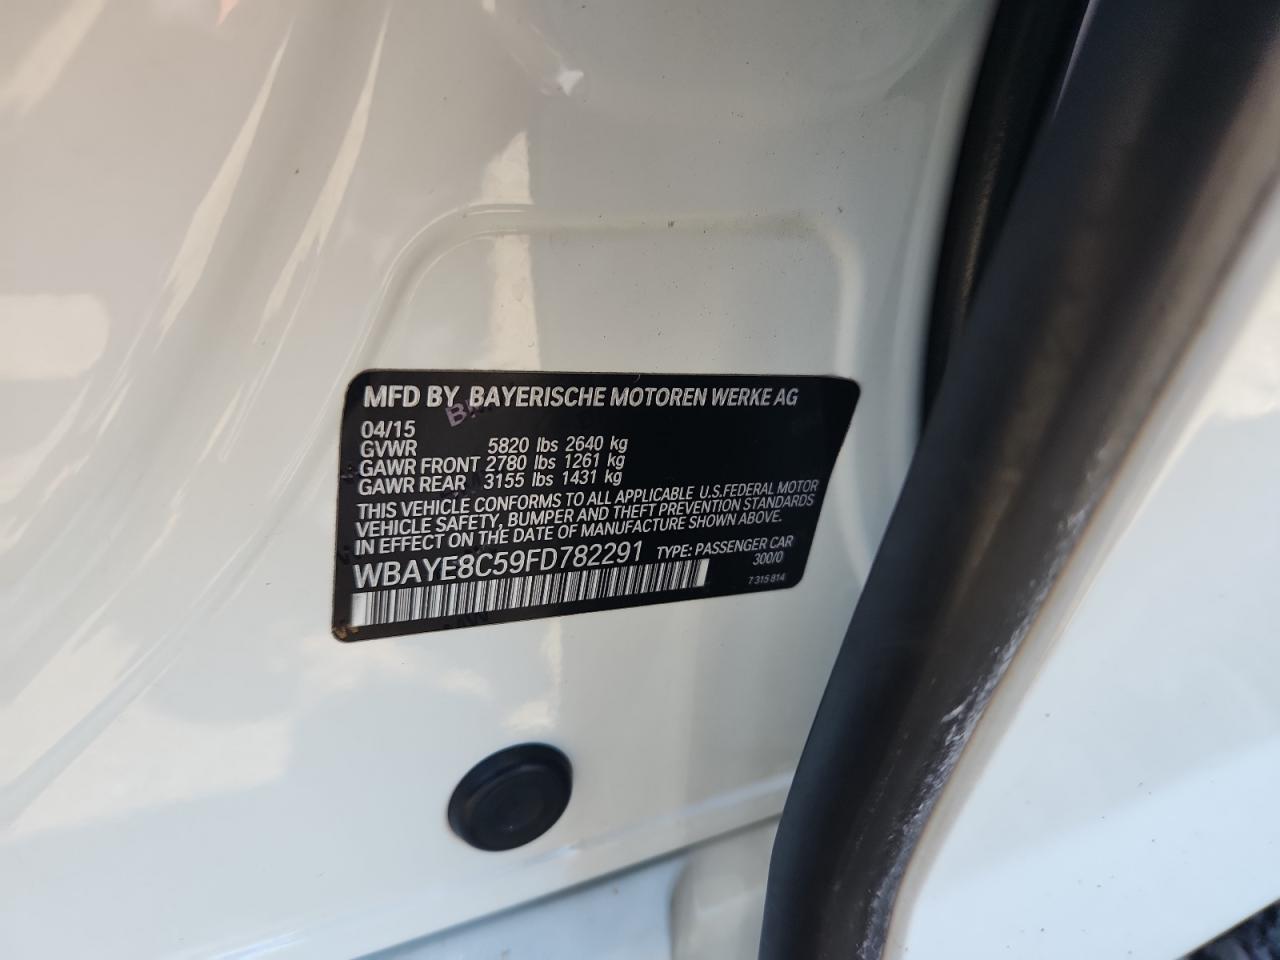 MFD BY BAYERISCHE MOTOREN WERKE AG
04/15
GVWR 5820 lbs 2640 kg
GAWR FRONT 2780 lbs 1261 kg
GAWR REAR 3155 lbs 1431 kg
THIS VEHICLE CONFORMS TO ALL APPLICABLE U.S.FEDERAL MOTOR
VEHICLE SAFETY, BUMPER AND THEFT PREVENTION STANDARDS
IN EFFECT ON THE DATE OF MANUFACTURE SHOWN ABOVE.
WBAYE8C59FD782291 TYPE: PASSENGER CAR
300/0
7 315 814